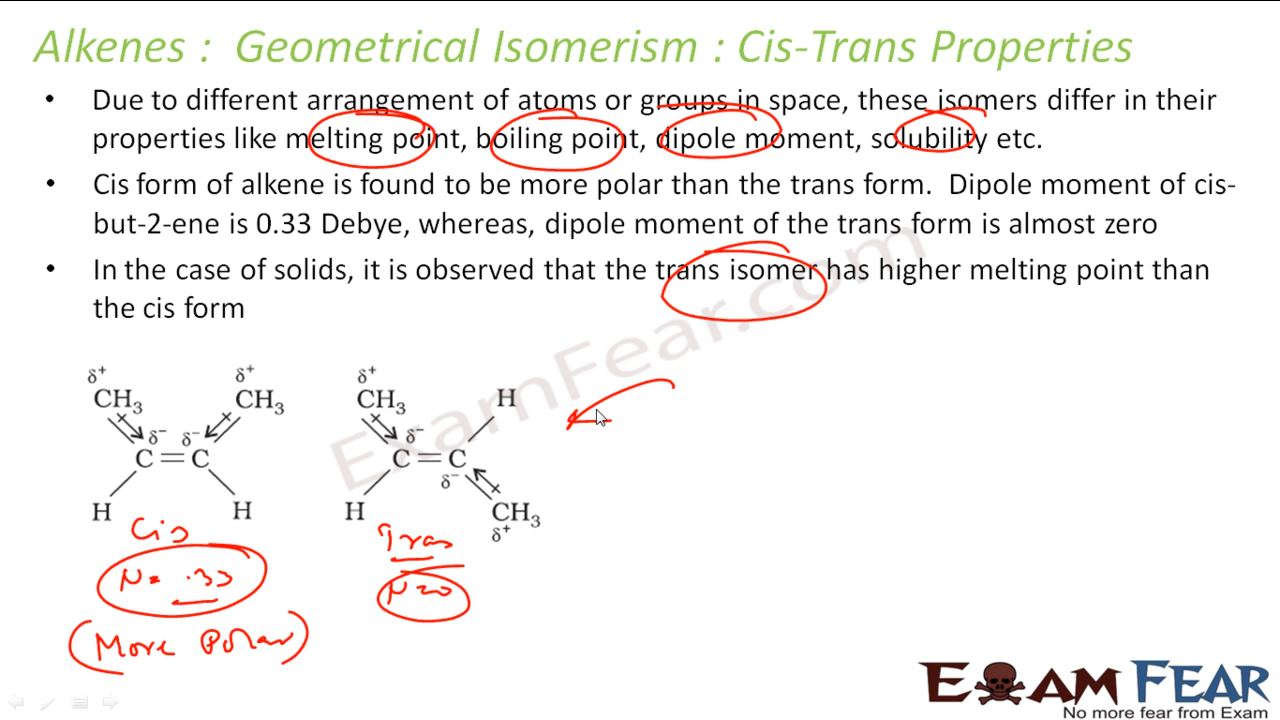 Alkenes : Geometrical Isomerism : Cis-Trans Properties
• Due to different arrangement of atoms or groups in space, these isomers differ in their
properties like melting point, boiling point, dipole moment, solubility etc.
• Cis form of alkene is found to be more polar than the trans form. Dipole moment of cis-
but-2-ene is 0.33 Debye, whereas, dipole moment of the trans form is almost zero
• In the case of solids, it is observed that the trans isomer has higher melting point than
the cis form
δ+ δ+ δ+
CH3 CH3 CH3 H
δ− δ− δ−
C=C C=C
δ−
H H H CH3
δ+
Cis Trans
μ = .33 μ=0
(More Polar)
ExamFear.com
EXAM FEAR
No more fear from Exam